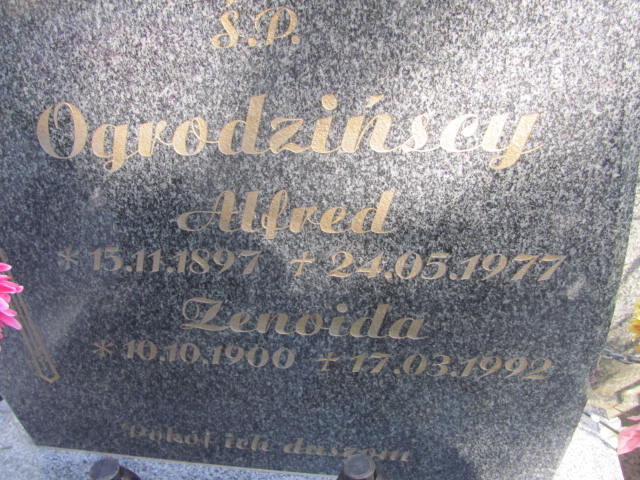 Ś.P.
Ogrodzińscy
Alfred
* 15.11.1897 + 24.05.1977
Zenoida
* 10.10.1900 + 17.03.1992
Pokój ich duszom